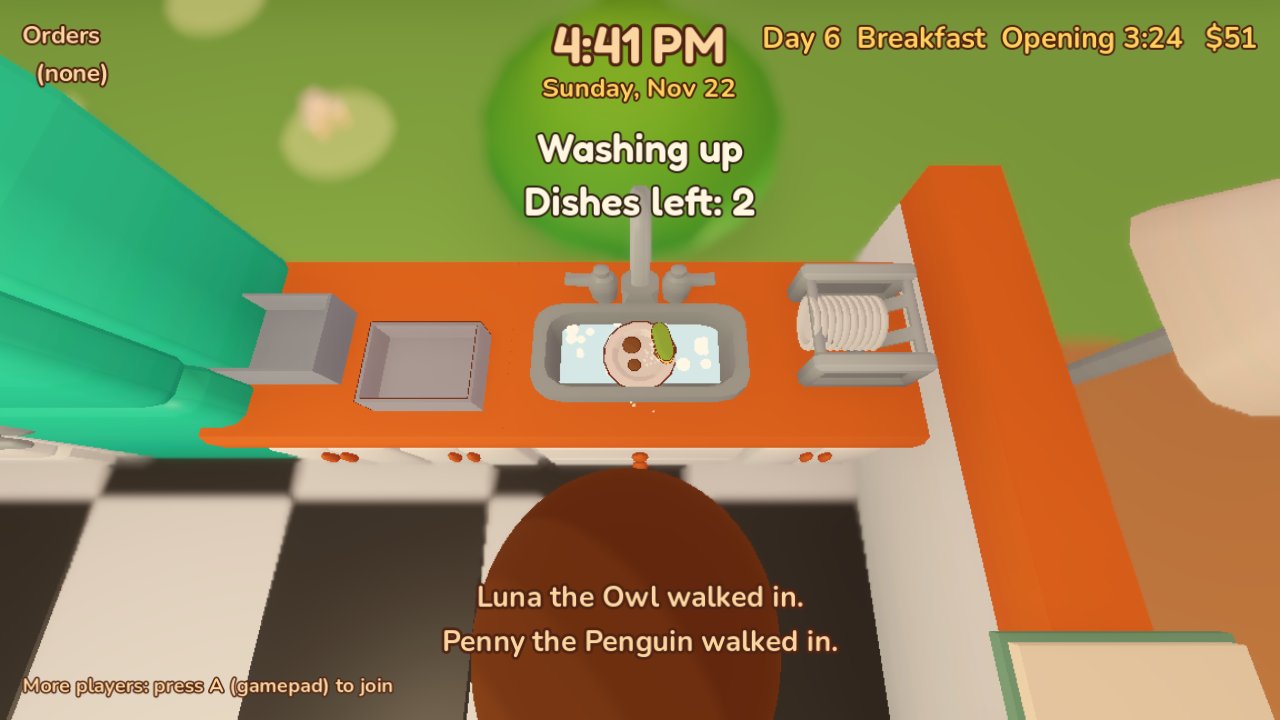 Orders
(none)
4:41 PM
Sunday, Nov 22
Day 6 Breakfast Opening 3:24 $51
Washing up
Dishes left: 2
Luna the Owl walked in.
Penny the Penguin walked in.
More players: press A (gamepad) to join